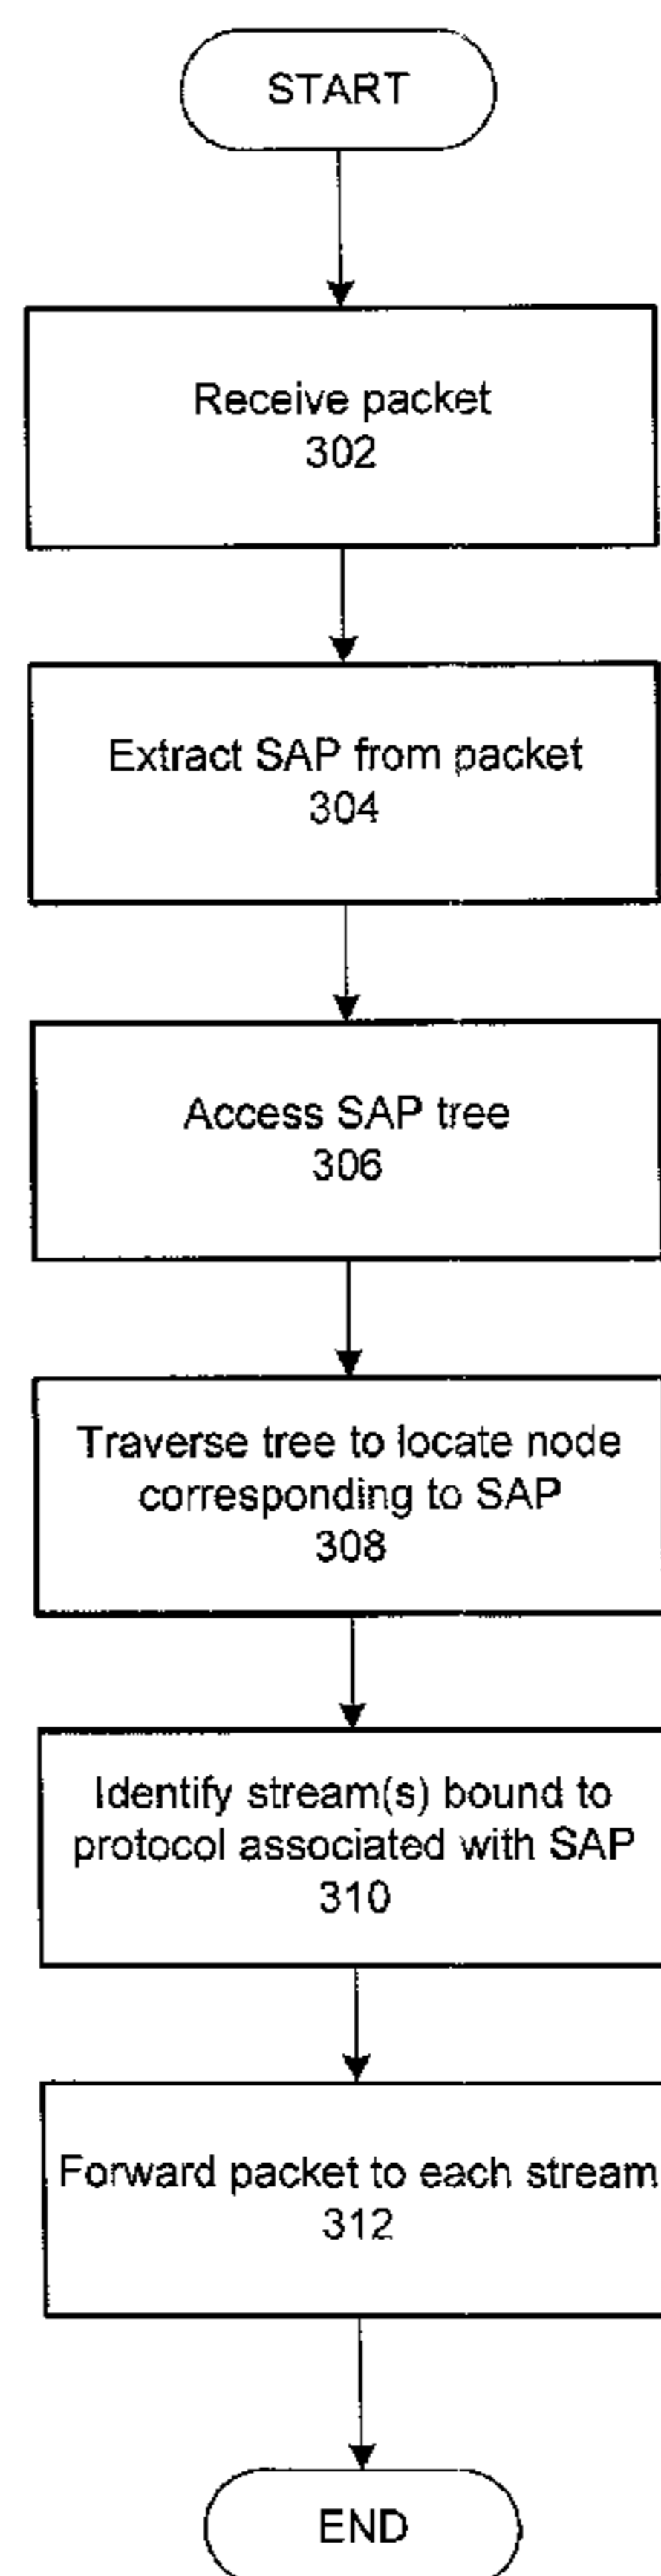 START
Receive packet
302
Extract SAP from packet
304
Access SAP tree
306
Traverse tree to locate node
corresponding to SAP
308
Identify stream(s) bound to
protocol associated with SAP
310
Forward packet to each stream
312
END